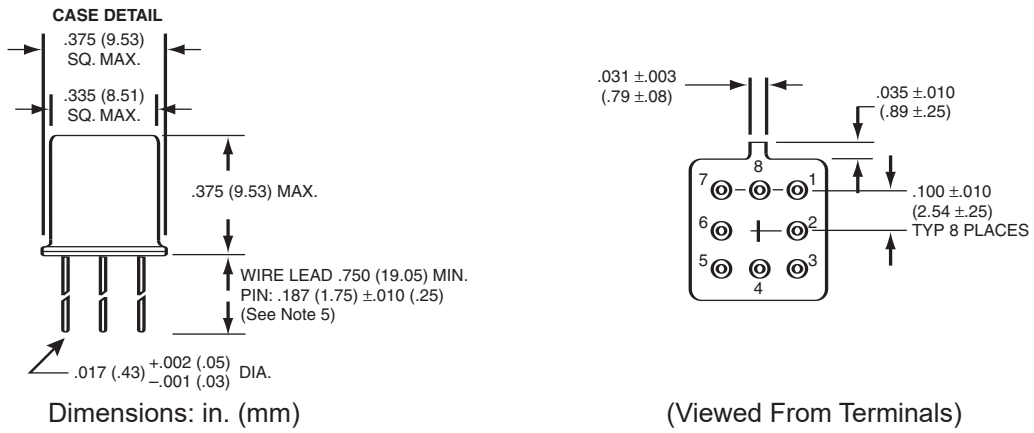 CASE DETAIL
.375 (9.53)
SQ. MAX.
.335 (8.51)
SQ. MAX.
.375 (9.53) MAX.
WIRE LEAD .750 (19.05) MIN.
PIN: .187 (1.75) ±.010 (.25)
(See Note 5)
.017 (.43) +.002 (.05) –.001 (.03) DIA.
Dimensions: in. (mm)
.031 ±.003
(.79 ±.08)
.035 ±.010
(.89 ±.25)
8
7 1
.100 ±.010
(2.54 ±.25)
TYP 8 PLACES
6 2
5 3
4
(Viewed From Terminals)